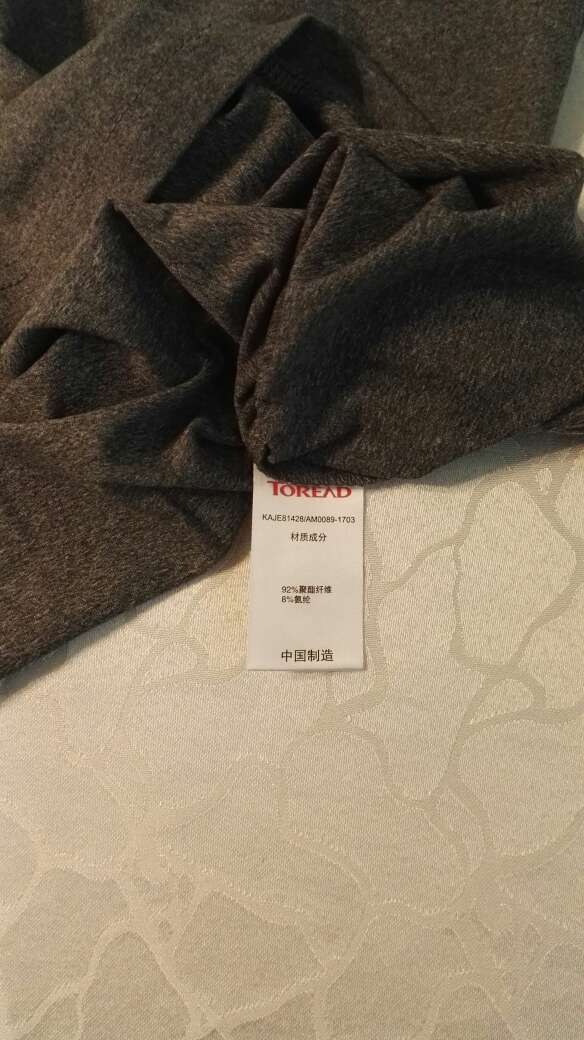 TOREAD
KAJE81428/AM0089-1703
材质成分
92%聚酯纤维
8%氨纶
中国制造